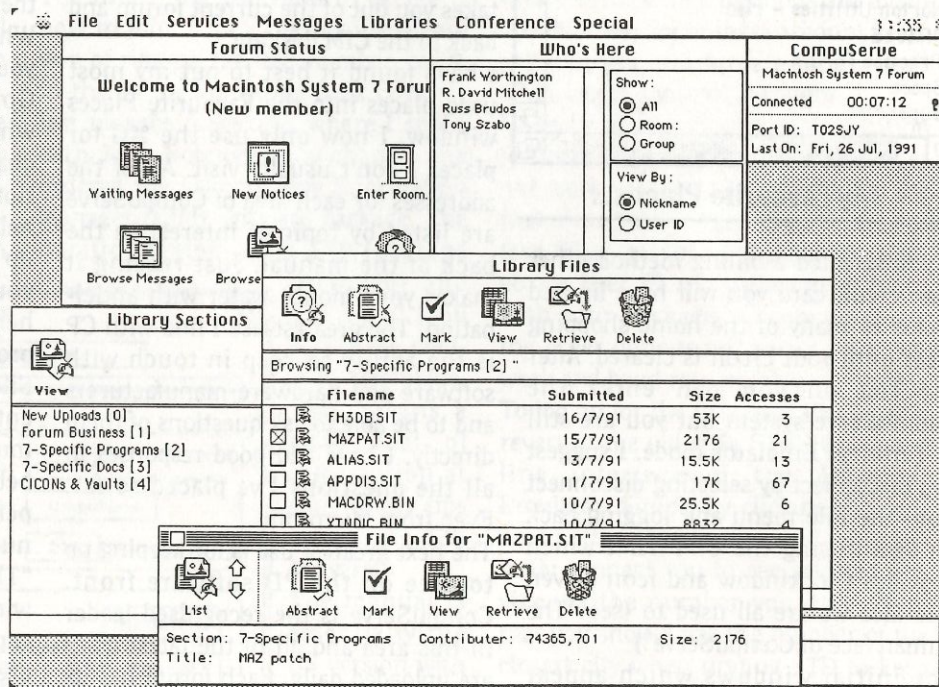 File Edit Services Messages Libraries Conference Special
Forum Status
Welcome to Macintosh System 7 Forum
(New member)
Waiting Messages
New Notices
Enter Room
Browse Messages
Browse
Who's Here
Frank Worthington
R. David Mitchell
Russ Brudos
Tony Szabo
Show:
All
Room:
Group
View By:
Nickname
User ID
CompuServe
Macintosh System 7 Forum
Connected 00:07:12
Port ID: T02SJY
Last On: Fri, 26 Jul, 1991
Library Sections
View
New Uploads [0]
Forum Business [1]
7-Specific Programs [2]
7-Specific Docs [3]
CICONs & Vaults [4]
Library Files
Info Abstract Mark View Retrieve Delete
Browsing "7-Specific Programs [2] "
Filename Submitted Size Accesses
FH3DB.SIT 16/7/91 53K 3
MAZPAT.SIT 15/7/91 2176 21
ALIAS.SIT 13/7/91 15.5K 13
APPDIS.SIT 11/7/91 17K 67
MACDRV.BIN 10/7/91 2304
XTNDIC.BIN 10/7/91 8832
File Info for "MAZPAT.SIT"
List Abstract Mark View Retrieve Delete
Section: 7-Specific Programs Contributer: 74365,701 Size: 2176
Title: MAZ patch